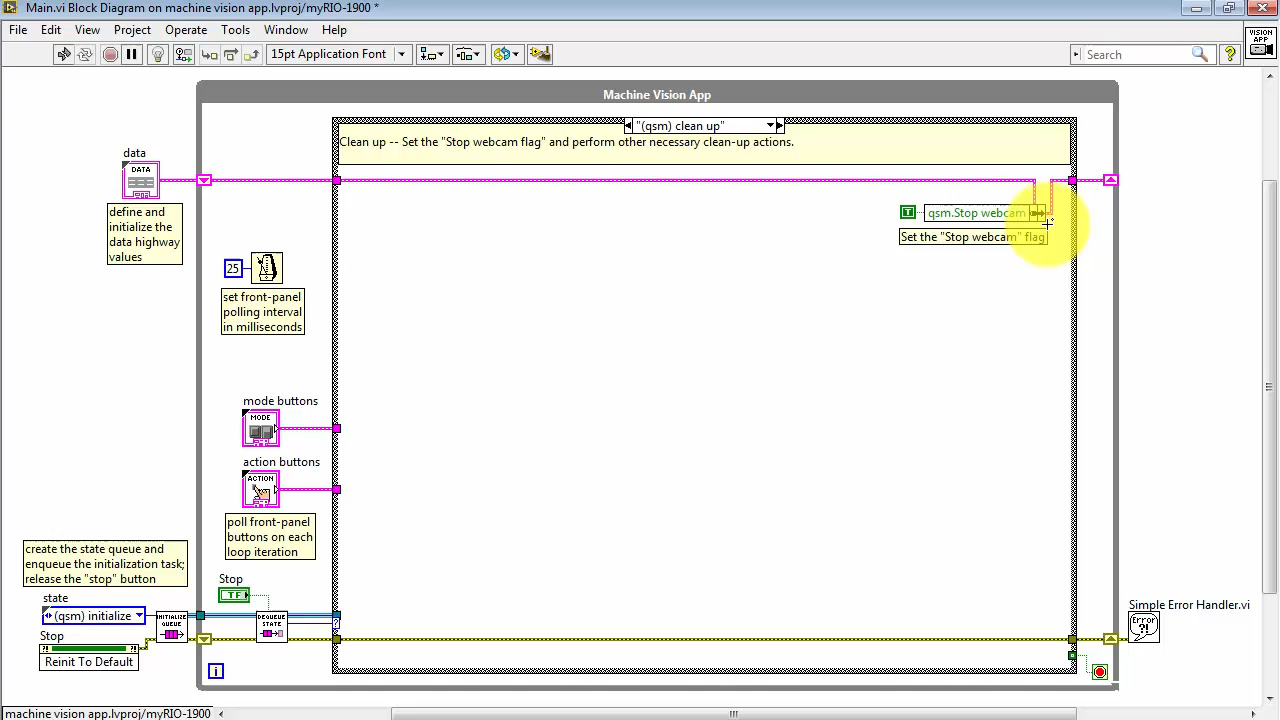 Main.vi Block Diagram on machine vision app.lvproj/myRIO-1900 *
File Edit View Project Operate Tools Window Help
15pt Application Font
Search
VISION
APP
Machine Vision App
"(qsm) clean up"
Clean up -- Set the "Stop webcam flag" and perform other necessary clean-up actions.
data
DATA
define and
initialize the
data highway
values
T
qsm.Stop webcam
Set the "Stop webcam" flag
25
set front-panel
polling interval
in milliseconds
mode buttons
MODE
action buttons
ACTION
poll front-panel
buttons on each
loop iteration
create the state queue and
enqueue the initialization task;
release the "stop" button
Stop
TF
state
(qsm) initialize
INITIALIZE
QUEUE
DEQUEUE
STATE
?
Stop
Reinit To Default
Simple Error Handler.vi
Error
?!
i
machine vision app.lvproj/myRIO-1900